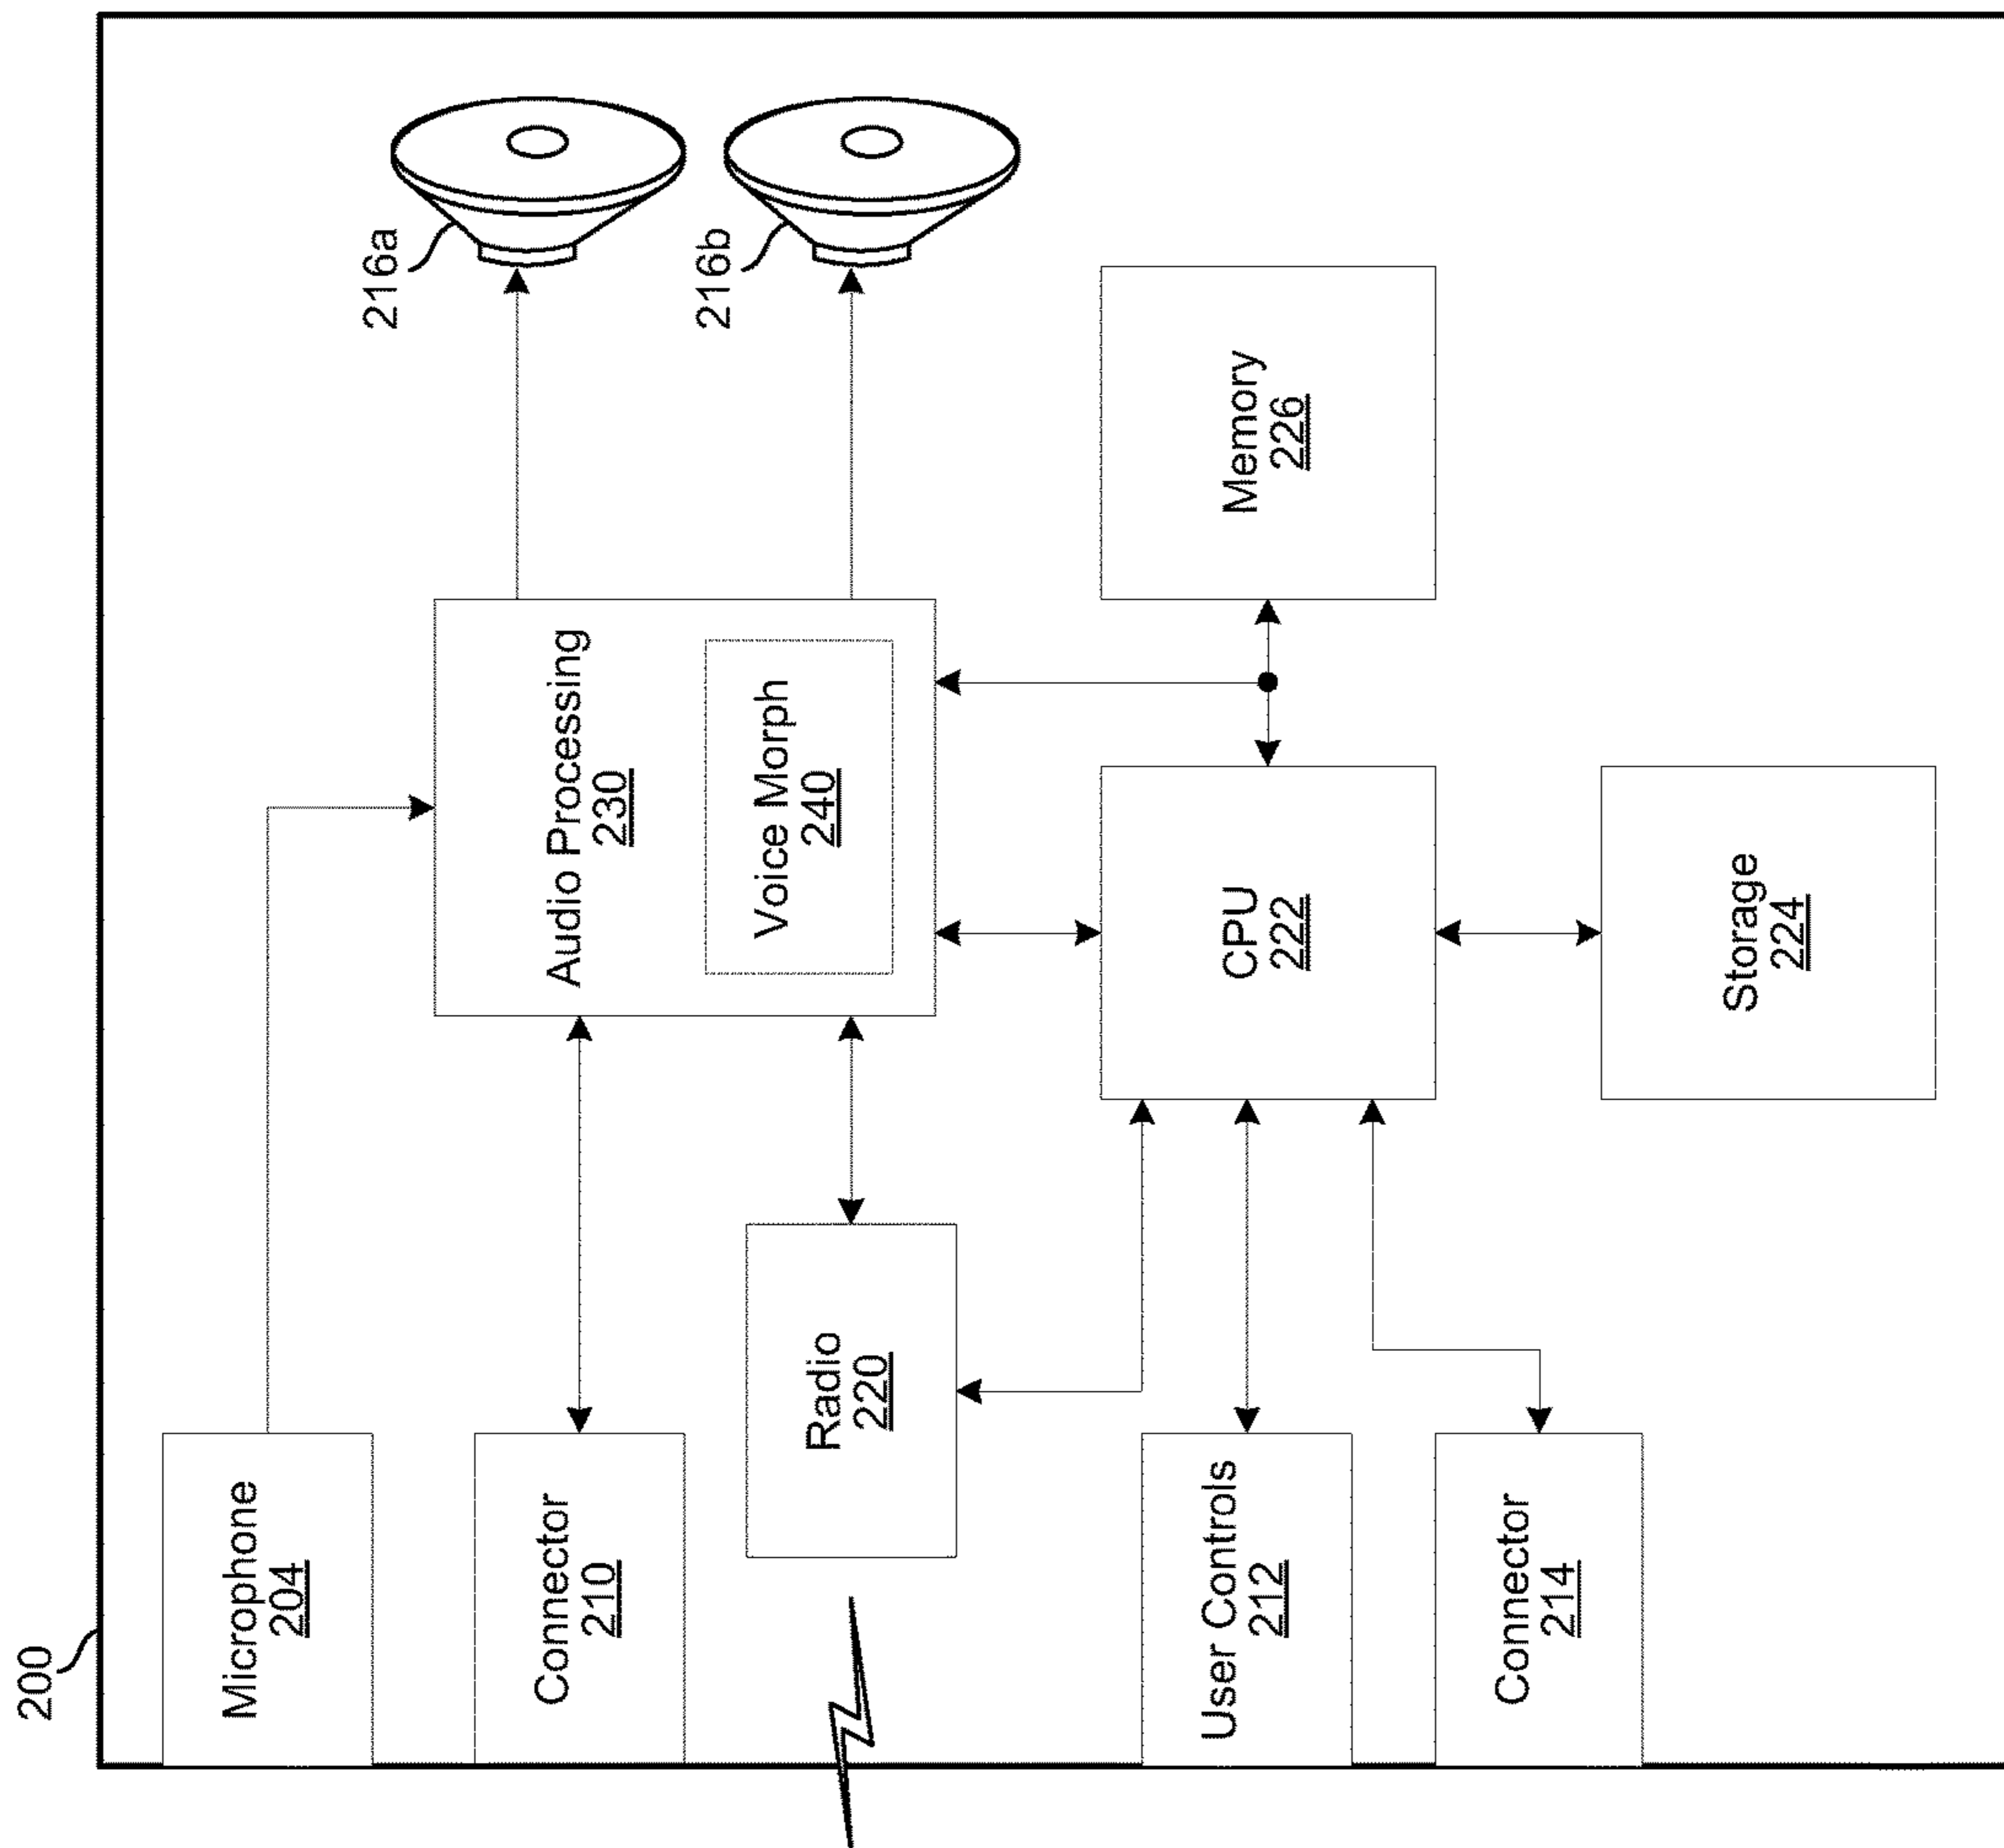 200
Microphone
204
Connector
210
Radio
220
User Controls
212
Connector
214
Audio Processing
230
Voice Morph
240
CPU
222
Storage
224
Memory
226
216a
216b